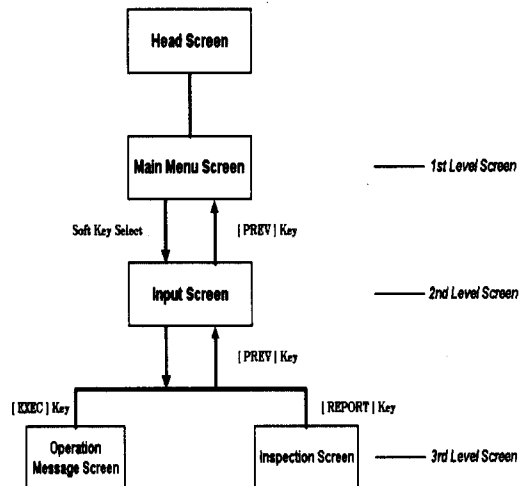 Head Screen
Main Menu Screen
1st Level Screen
Soft Key Select
[PREV] Key
Input Screen
2nd Level Screen
[PREV] Key
[EXEC] Key
[REPORT] Key
Operation
Message Screen
Inspection Screen
3rd Level Screen